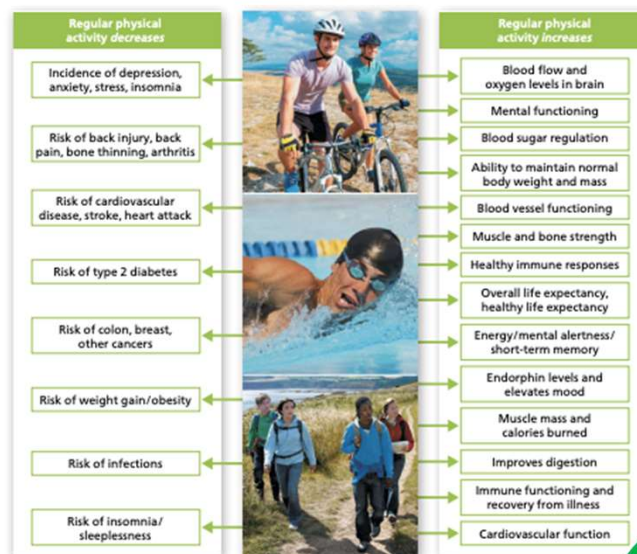 Regular physical
activity decreases
Incidence of depression,
anxiety, stress, insomnia
Risk of back injury, back
pain, bone thinning, arthritis
Risk of cardiovascular
disease, stroke, heart attack
Risk of type 2 diabetes
Risk of colon, breast,
other cancers
Risk of weight gain/obesity
Risk of infections
Risk of insomnia/
sleeplessness
Regular physical
activity increases
Blood flow and
oxygen levels in brain
Mental functioning
Blood sugar regulation
Ability to maintain normal
body weight and mass
Blood vessel functioning
Muscle and bone strength
Healthy immune responses
Overall life expectancy,
healthy life expectancy
Energy/mental alertness/
short-term memory
Endorphin levels and
elevates mood
Muscle mass and
calories burned
Improves digestion
Immune functioning and
recovery from illness
Cardiovascular function